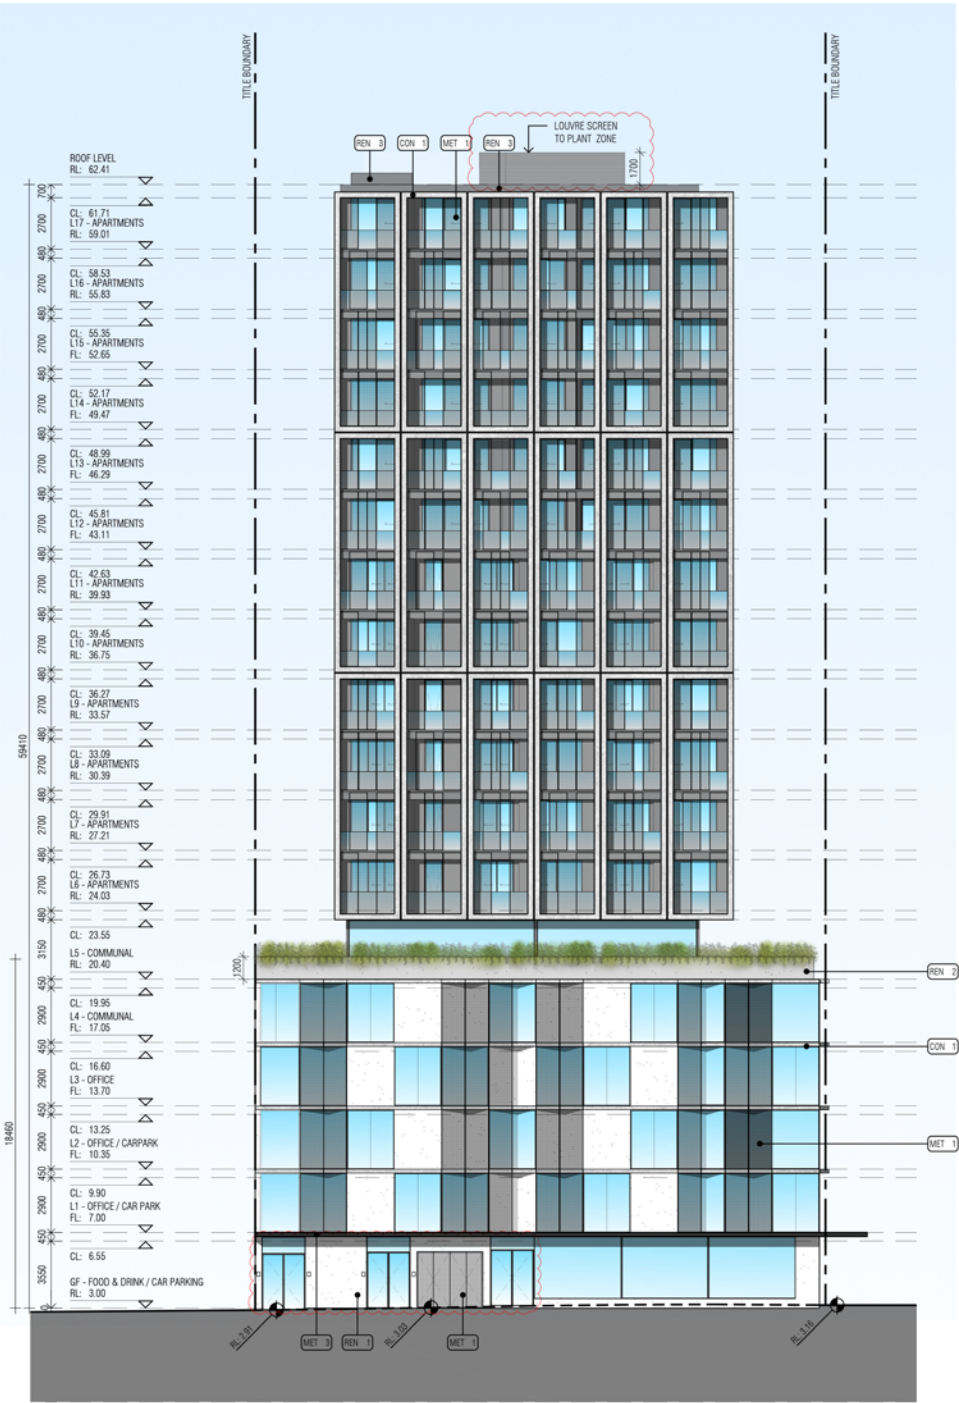 TITLE BOUNDARY
TITLE BOUNDARY
LOUVRE SCREEN
TO PLANT ZONE
REN 3
CON 1
MET 1
REN 3
1700
ROOF LEVEL
RL: 62.41
700
CL: 61.71
L17 - APARTMENTS
RL: 59.01
2700
480
CL: 58.53
L16 - APARTMENTS
RL: 55.83
2700
480
CL: 55.35
L15 - APARTMENTS
FL: 52.65
2700
480
CL: 52.17
L14 - APARTMENTS
FL: 49.47
2700
480
CL: 48.99
L13 - APARTMENTS
FL: 46.29
2700
480
CL: 45.81
L12 - APARTMENTS
FL: 43.11
2700
480
CL: 42.63
L11 - APARTMENTS
RL: 39.93
2700
480
CL: 39.45
L10 - APARTMENTS
RL: 36.75
2700
480
CL: 36.27
L9 - APARTMENTS
RL: 33.57
2700
480
59410
CL: 33.09
L8 - APARTMENTS
RL: 30.39
2700
480
CL: 29.91
L7 - APARTMENTS
RL: 27.21
2700
480
CL: 26.73
L6 - APARTMENTS
RL: 24.03
2700
480
CL: 23.55
L5 - COMMUNAL
RL: 20.40
3150
1200
REN 2
450
CL: 19.95
L4 - COMMUNAL
FL: 17.05
2900
450
CON 1
CL: 16.60
L3 - OFFICE
FL: 13.70
2900
450
18460
CL: 13.25
L2 - OFFICE / CARPARK
FL: 10.35
2900
450
MET 1
CL: 9.90
L1 - OFFICE / CAR PARK
FL: 7.00
2900
450
CL: 6.55
GF - FOOD & DRINK / CAR PARKING
RL: 3.00
3550
0
RL: 2.91
MET 3
REN 1
RL: 3.03
MET 1
RL: 3.16